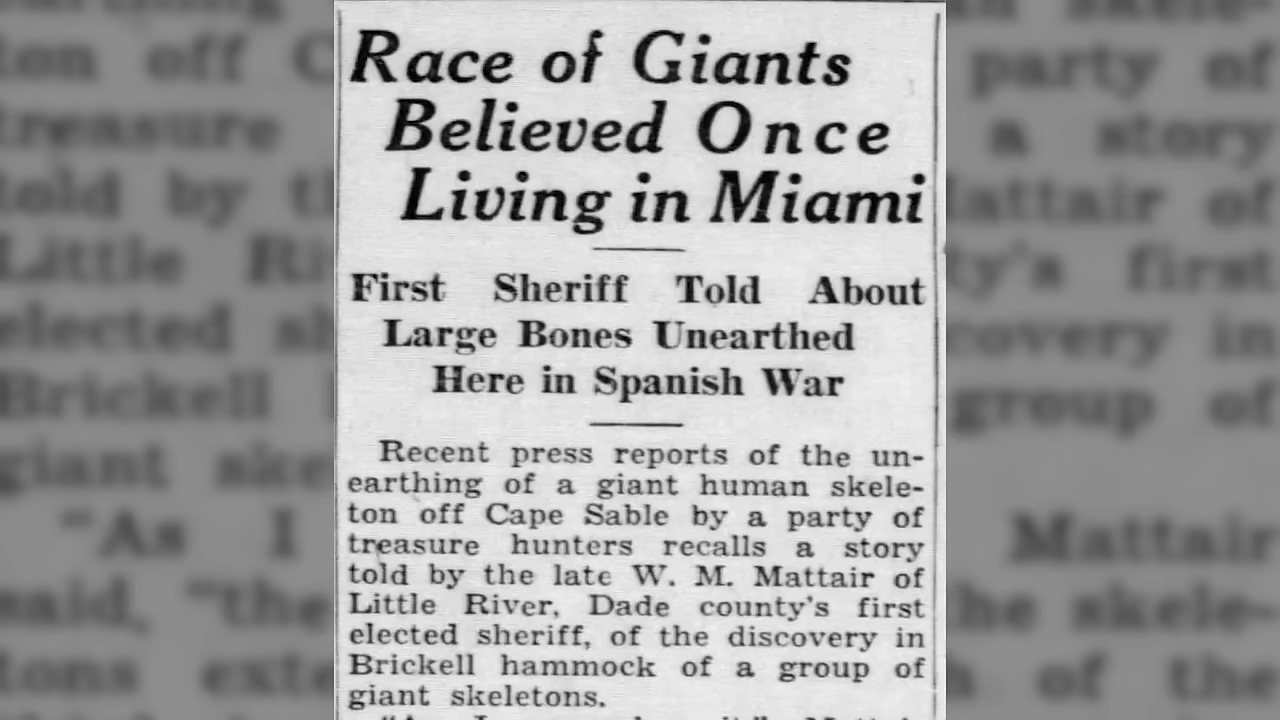 Race of Giants
Believed Once
Living in Miami
First Sheriff Told About
Large Bones Unearthed
Here in Spanish War
Recent press reports of the un-
earthing of a giant human skele-
ton off Cape Sable by a party of
treasure hunters recalls a story
told by the late W. M. Mattair of
Little River, Dade county's first
elected sheriff, of the discovery in
Brickell hammock of a group of
giant skeletons.